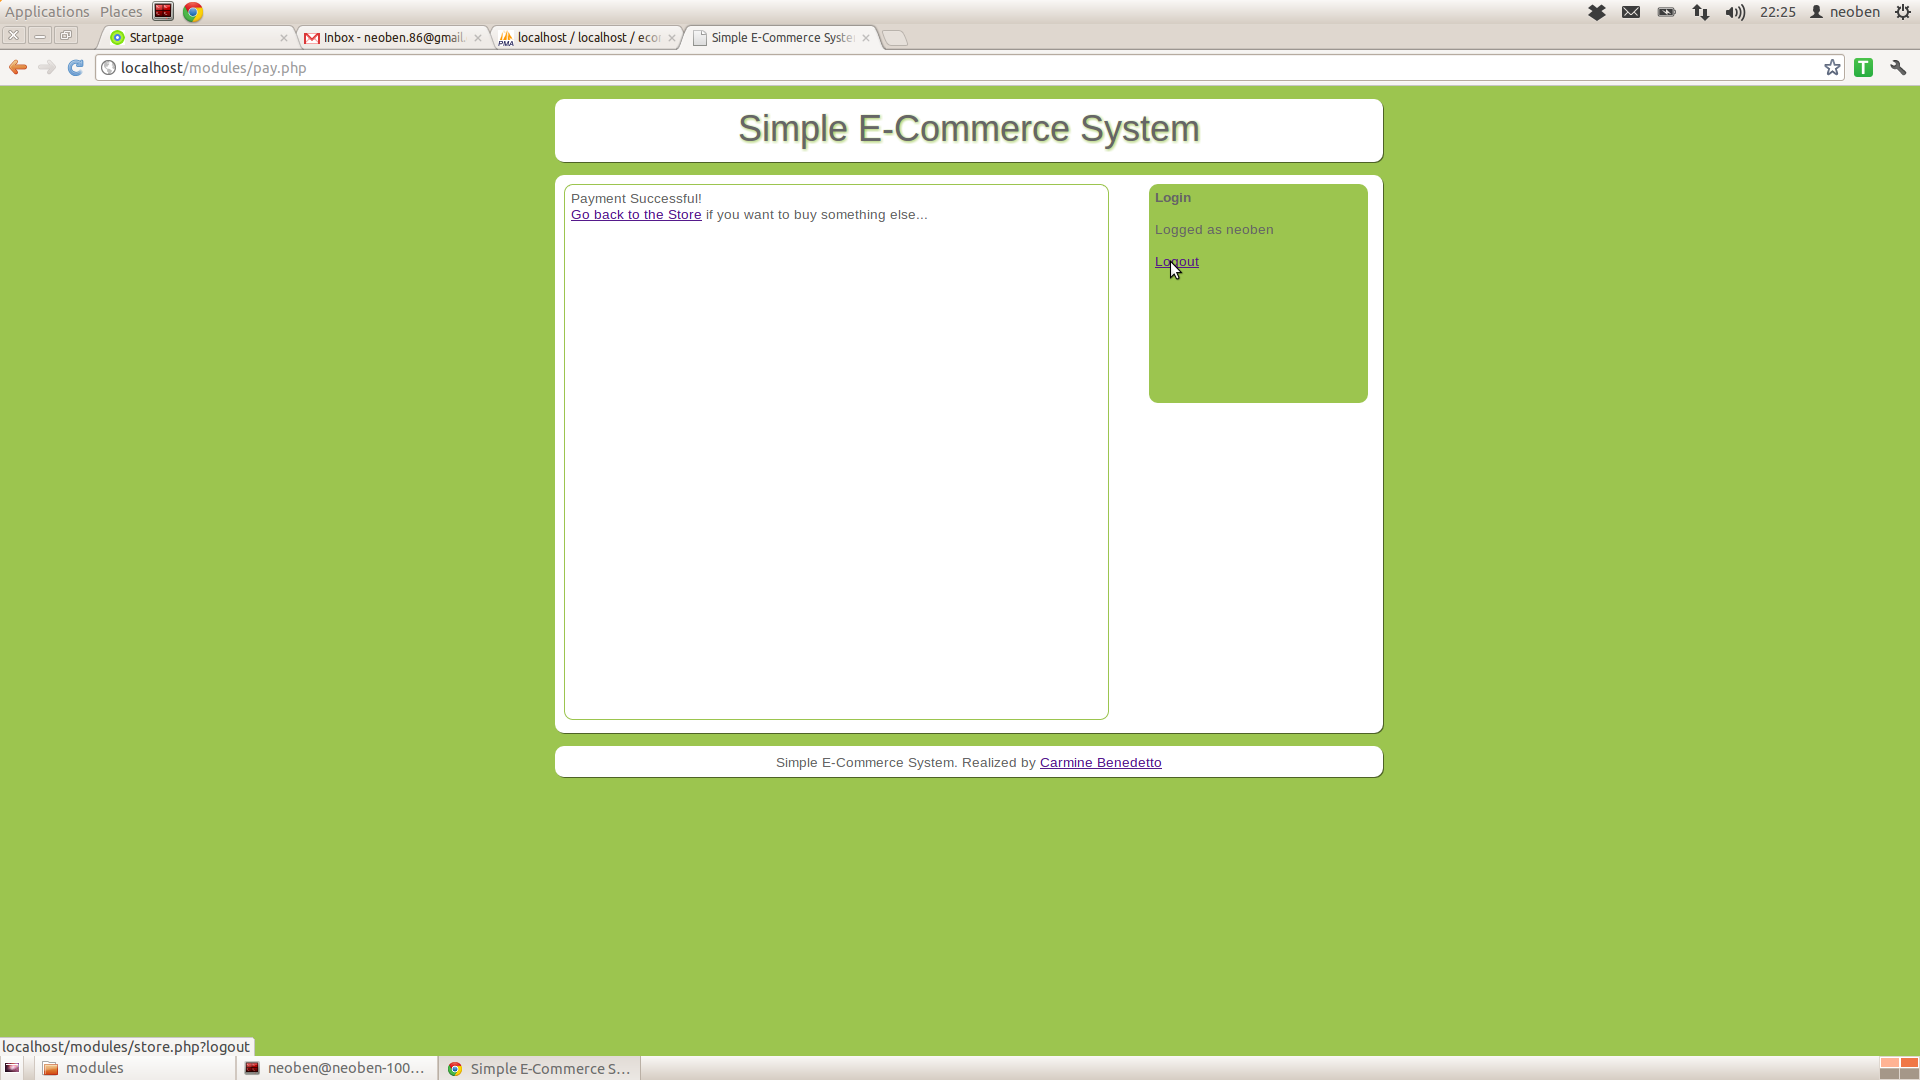 Applications Places 22:25 neoben
Startpage Inbox - neoben.86@gmail. localhost / localhost / eco Simple E-Commerce Syste
localhost/modules/pay.php T
Simple E-Commerce System
Payment Successful!
Go back to the Store if you want to buy something else...
Login
Logged as neoben
Logout
Simple E-Commerce System. Realized by Carmine Benedetto
localhost/modules/store.php?logout
modules neoben@neoben-100... Simple E-Commerce S...